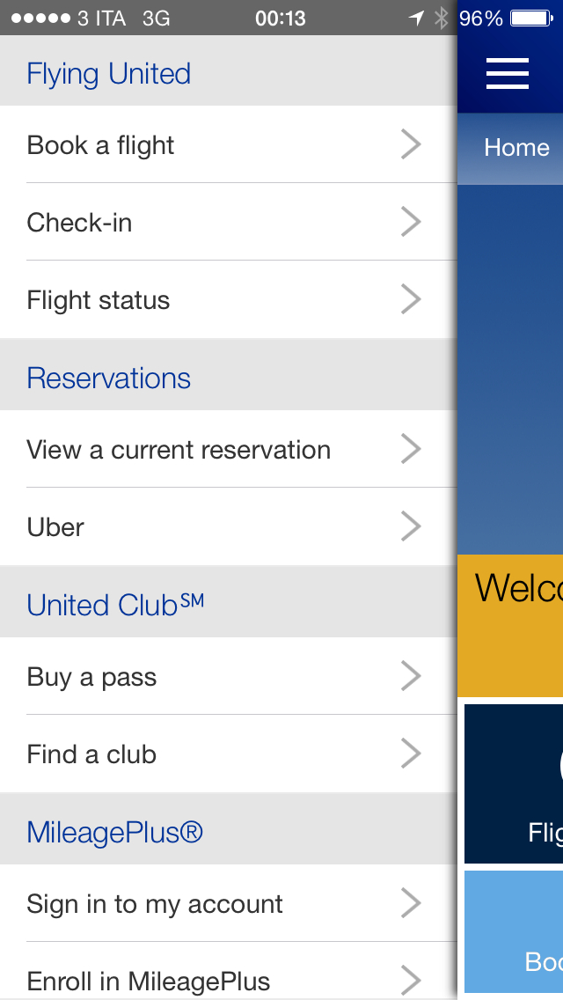 3 ITA 3G 00:13 96%
Flying United
Book a flight
Check-in
Flight status
Reservations
View a current reservation
Uber
United Club℠
Buy a pass
Find a club
MileagePlus®
Sign in to my account
Enroll in MileagePlus
Home
Welco
Flig
Boo